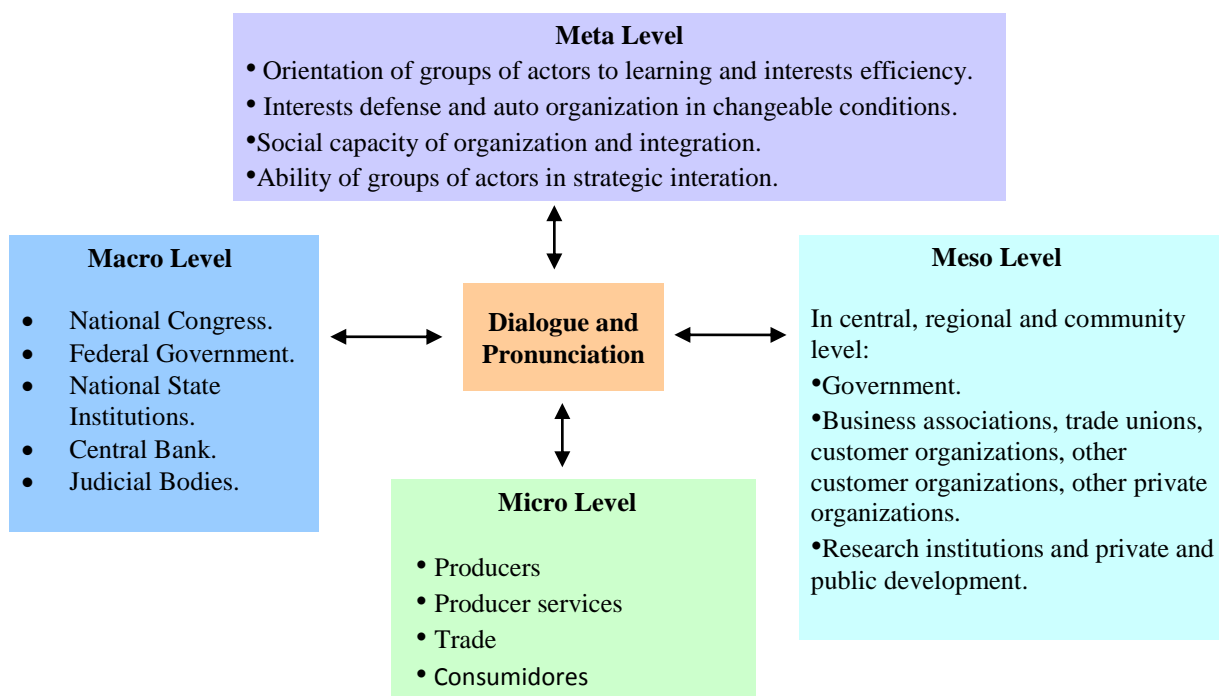 Meta Level
• Orientation of groups of actors to learning and interests efficiency.
• Interests defense and auto organization in changeable conditions.
•Social capacity of organization and integration.
•Ability of groups of actors in strategic interation.
Macro Level
• National Congress.
• Federal Government.
• National State
Institutions.
• Central Bank.
• Judicial Bodies.
Dialogue and
Pronunciation
Meso Level
In central, regional and community
level:
•Government.
•Business associations, trade unions,
customer organizations, other
customer organizations, other private
organizations.
•Research institutions and private and
public development.
Micro Level
• Producers
• Producer services
• Trade
• Consumidores